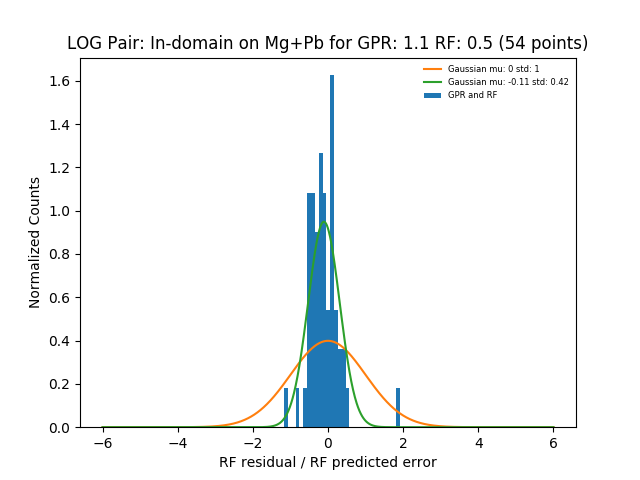 LOG Pair: In-domain on Mg+Pb for GPR: 1.1 RF: 0.5 (54 points)
Gaussian mu: 0 std: 1
Gaussian mu: -0.11 std: 0.42
GPR and RF
Normalized Counts
1.6
1.4
1.2
1.0
0.8
0.6
0.4
0.2
0.0
−6 −4 −2 0 2 4 6
RF residual / RF predicted error